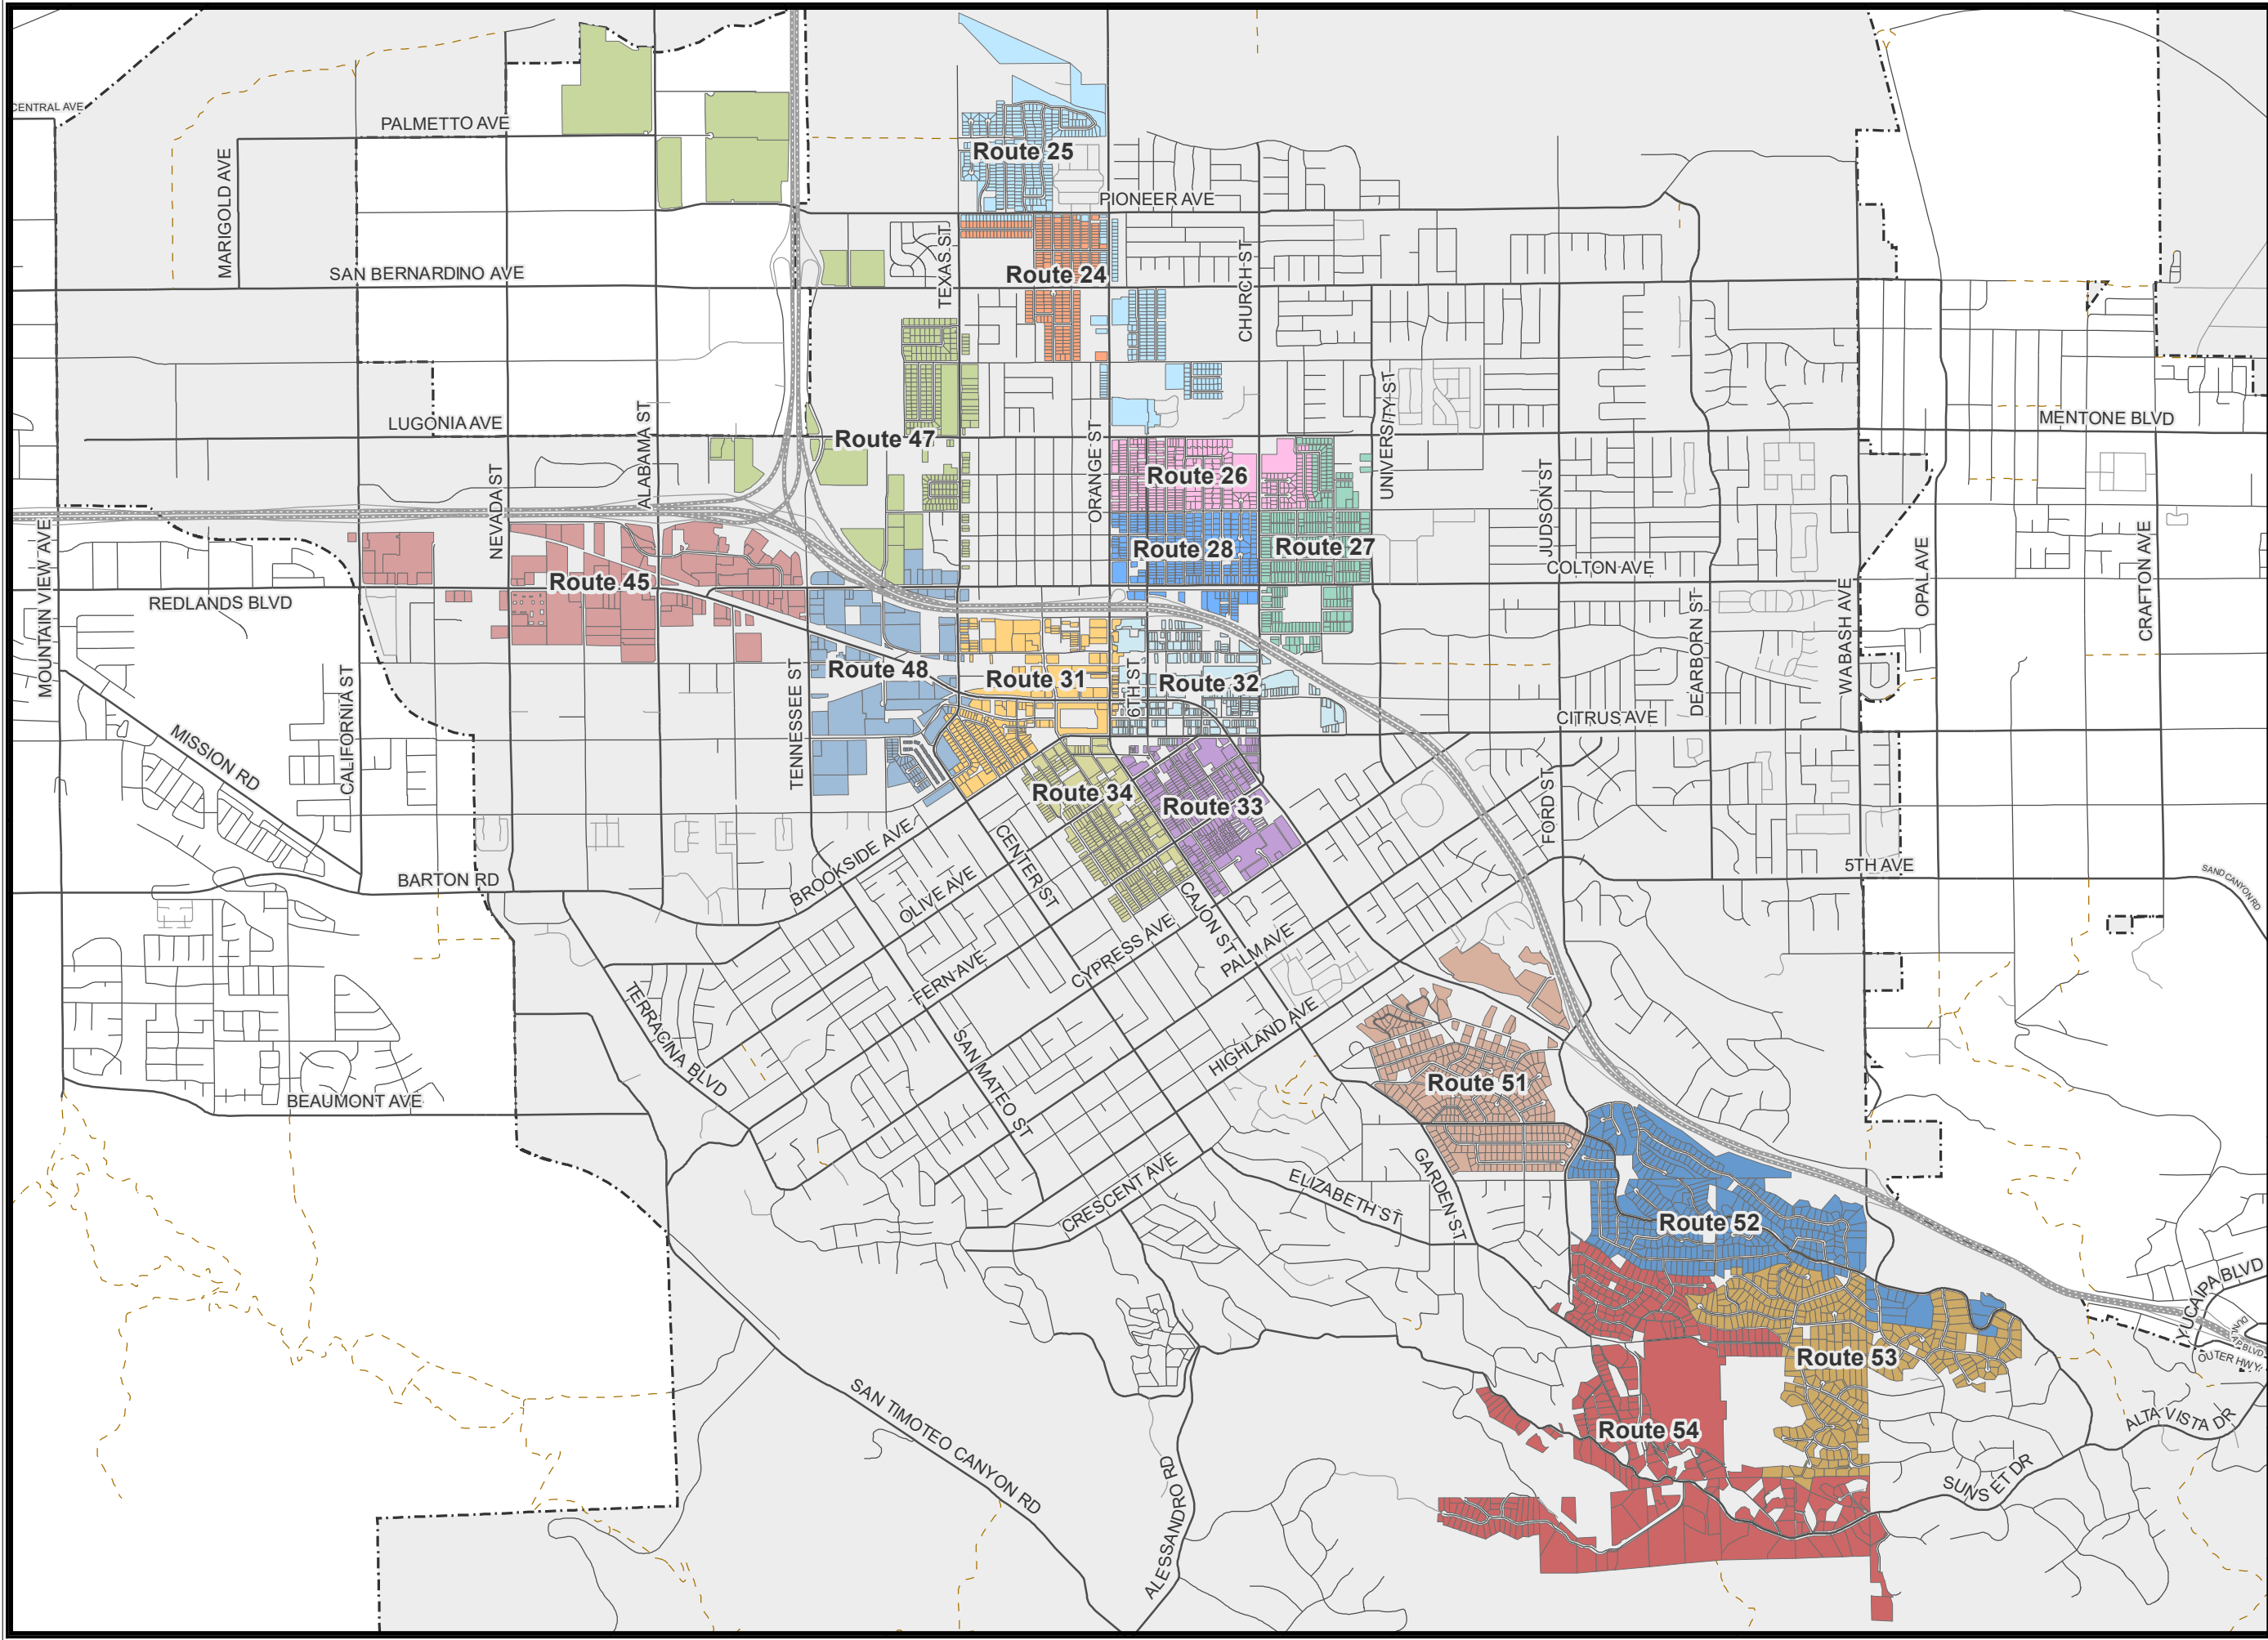 CENTRAL AVE
PALMETTO AVE
MARIGOLD AVE
Route 25
PIONEER AVE
SAN BERNARDINO AVE
TEXAS ST
Route 24
CHURCH ST
LUGONIA AVE
ALABAMA ST
Route 47
ORANGE ST
UNIVERSITY ST
MENTONE BLVD
NEVADA ST
Route 26
JUDSON ST
MOUNTAIN VIEW AVE
Route 45
Route 28
Route 27
COLTON AVE
OPAL AVE
CRAFTON AVE
REDLANDS BLVD
CALIFORNIA ST
TENNESSEE ST
Route 48
Route 31
6TH ST
Route 32
DEARBORN ST
WABASH AVE
CITRUS AVE
MISSION RD
Route 34
Route 33
FORD ST
BROOKSIDE AVE
CENTER ST
5TH AVE
BARTON RD
OLIVE AVE
CAJON ST
SAND CANYON RD
FERN AVE
CYPRESS AVE
PALM AVE
TERRACINA BLVD
SAN MATEO ST
HIGHLAND AVE
Route 51
BEAUMONT AVE
CRESCENT AVE
ELIZABETH ST
GARDEN ST
Route 52
YUCAIPA BLVD
DUNLAP BLVD
OUTER HWY
Route 53
SAN TIMOTEO CANYON RD
Route 54
ALTA VISTA DR
SUNSET DR
ALESSANDRO RD